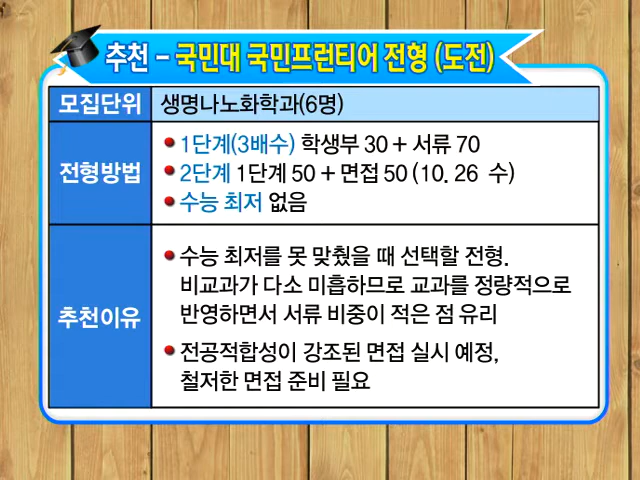 추천 - 국민대 국민프런티어 전형 (도전)
모집단위
생명나노화학과(6명)
전형방법
1단계(3배수) 학생부 30 + 서류 70
2단계 1단계 50 + 면접 50 (10. 26 수)
수능 최저 없음
추천이유
수능 최저를 못 맞췄을 때 선택할 전형.
비교과가 다소 미흡하므로 교과를 정량적으로
반영하면서 서류 비중이 적은 점 유리
전공적합성이 강조된 면접 실시 예정,
철저한 면접 준비 필요